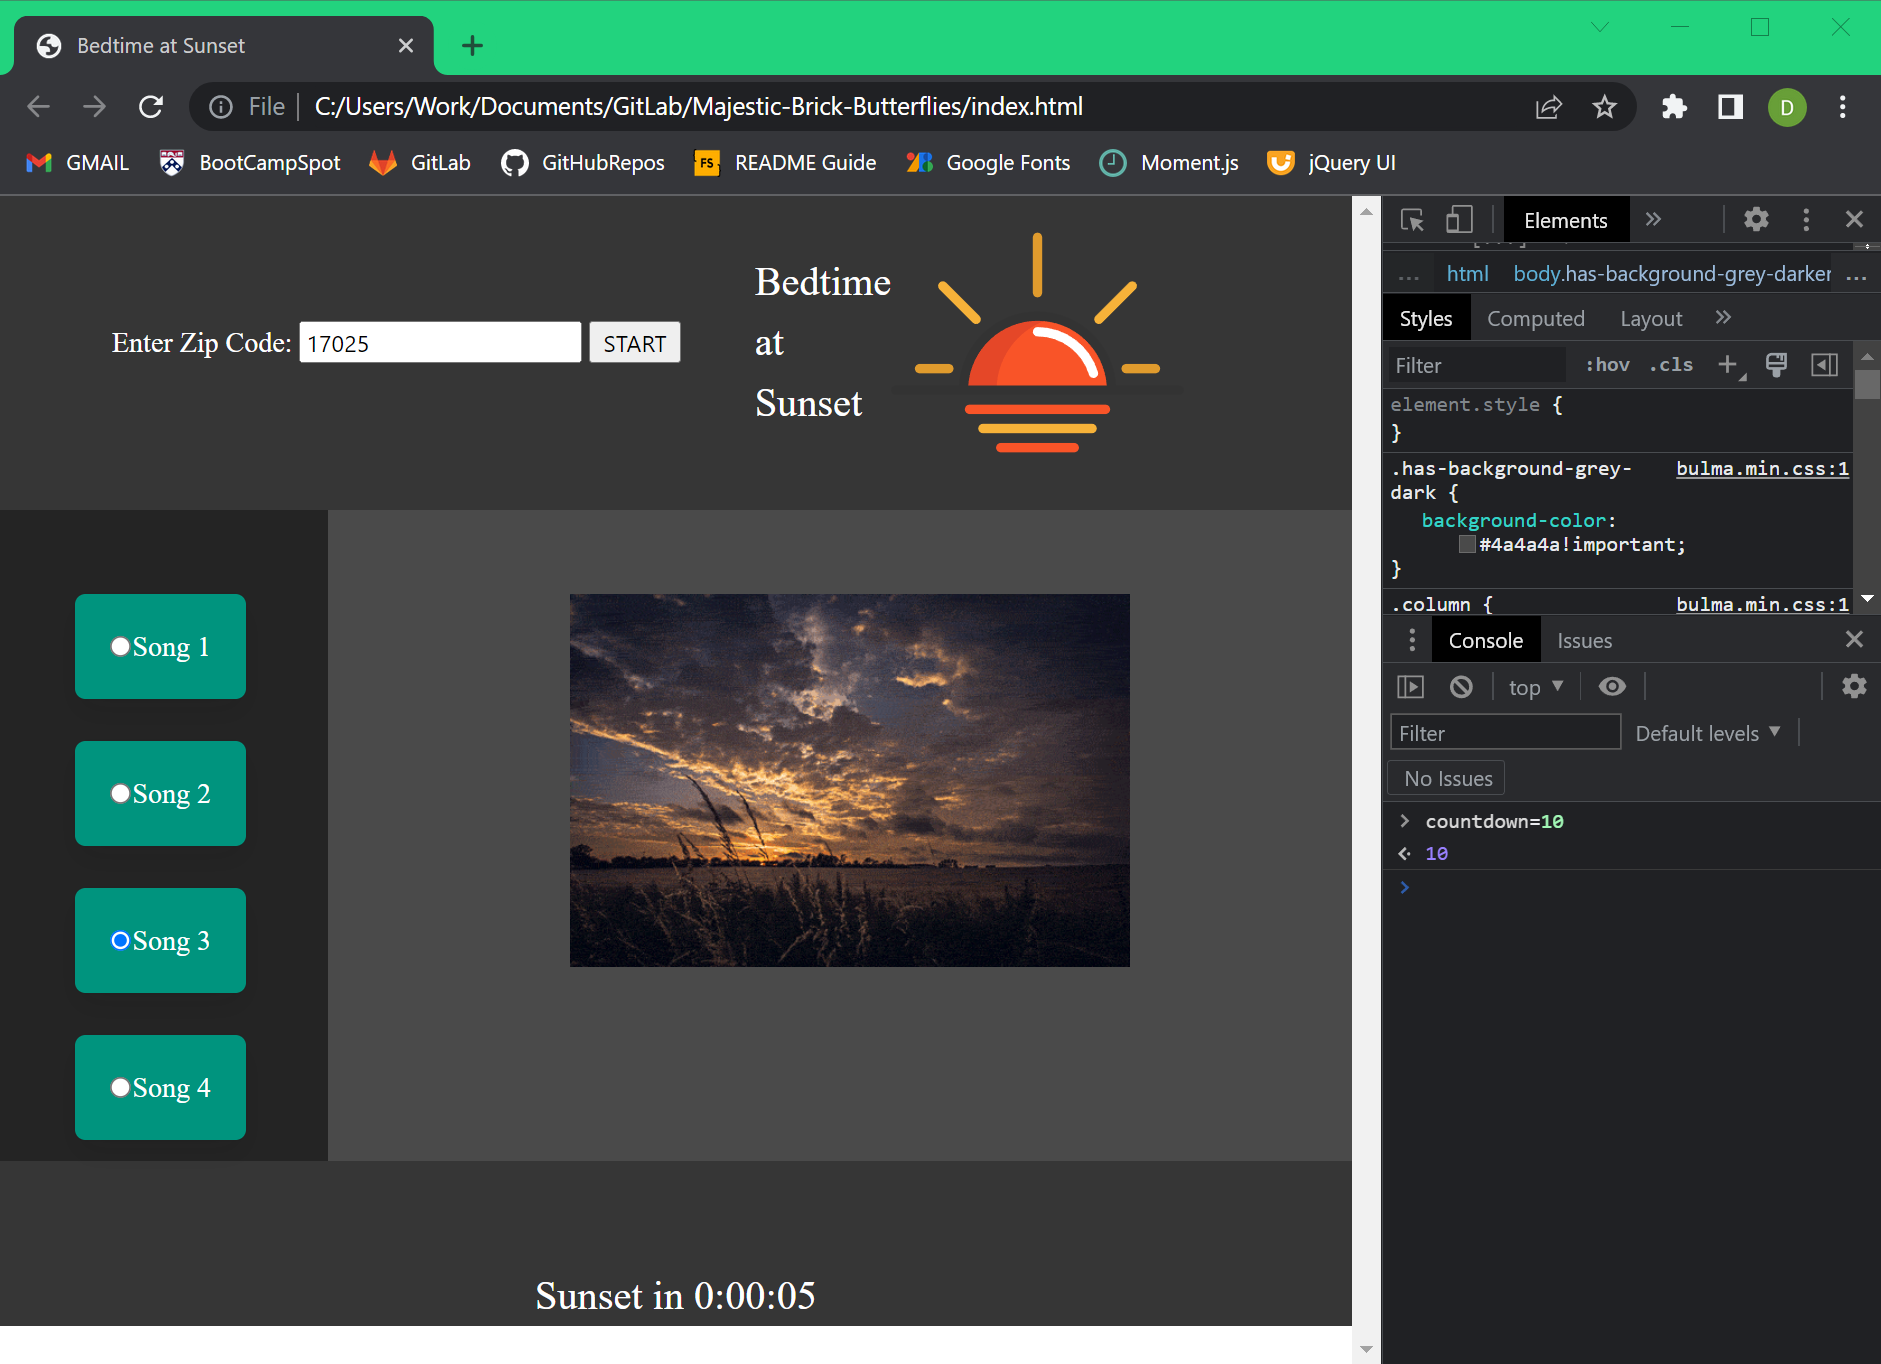 Bedtime at Sunset
File
C:/Users/Work/Documents/GitLab/Majestic-Brick-Butterflies/index.html
D
GMAIL
BootCampSpot
GitLab
GitHubRepos
FS
README Guide
Google Fonts
Moment.js
jQuery UI
Enter Zip Code: 17025 START
Bedtime
at
Sunset
Song 1
Song 2
Song 3
Song 4
Sunset in 0:00:05
Elements
... html body.has-background-grey-darker ...
Styles Computed Layout
Filter :hov .cls
element.style {
}
.has-background-grey- bulma.min.css:1
dark {
background-color:
#4a4a4a!important;
}
.column { bulma.min.css:1
Console Issues
top
Filter Default levels
No Issues
countdown=10
10